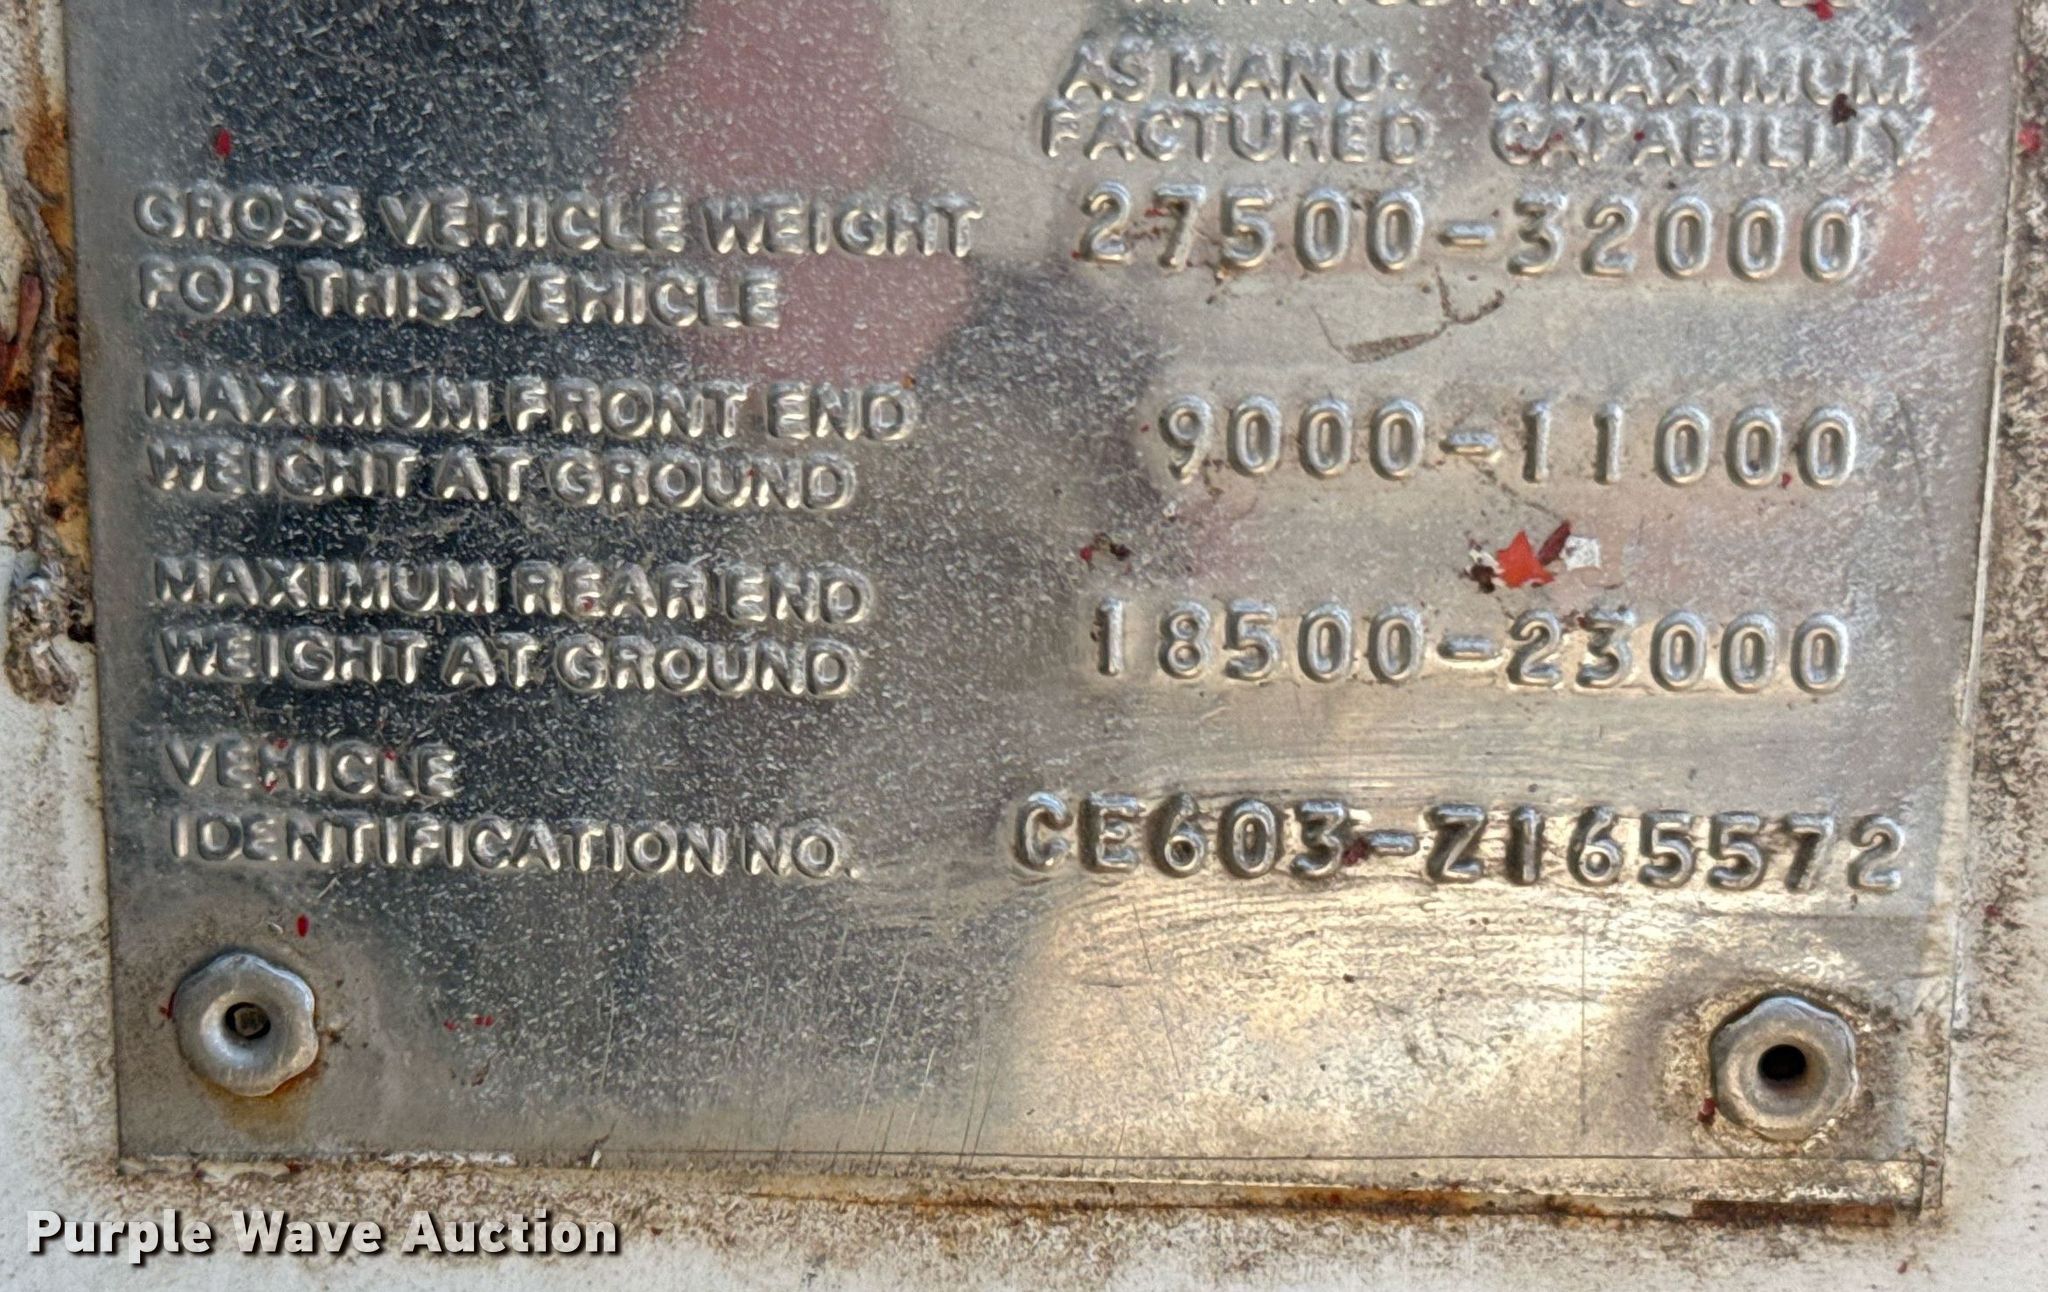 AS MANU- ☆MAXIMUM
FACTURED CAPABILITY
GROSS VEHICLE WEIGHT 27500-32000
FOR THIS VEHICLE
MAXIMUM FRONT END 9000-11000
WEIGHT AT GROUND
MAXIMUM REAR END 18500-23000
WEIGHT AT GROUND
VEHICLE
IDENTIFICATION NO. CE603-Z165572
Purple Wave Auction